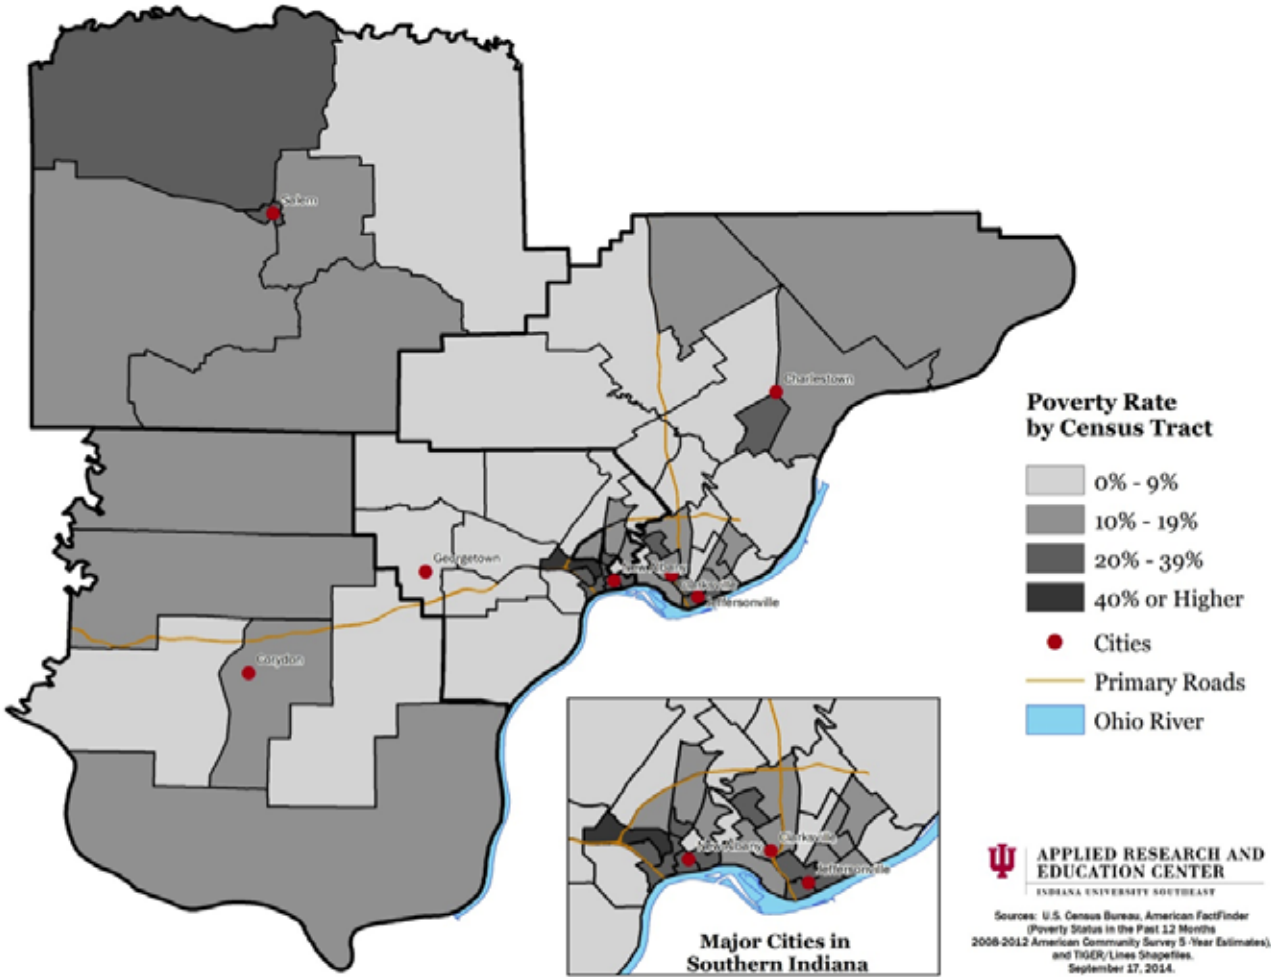 Salem
Charlestown
Georgetown
New Albany
Clarksville
Jeffersonville
Corydon
Poverty Rate
by Census Tract
0% - 9%
10% - 19%
20% - 39%
40% or Higher
Cities
Primary Roads
Ohio River
Clarksville
New Albany
Jeffersonville
Major Cities in
Southern Indiana
APPLIED RESEARCH AND
EDUCATION CENTER
INDIANA UNIVERSITY SOUTHEAST
Sources: U.S. Census Bureau, American FactFinder
(Poverty Status in the Past 12 Months
2008-2012 American Community Survey 5-Year Estimates),
and TIGER/Lines Shapefiles.
September 17, 2014.